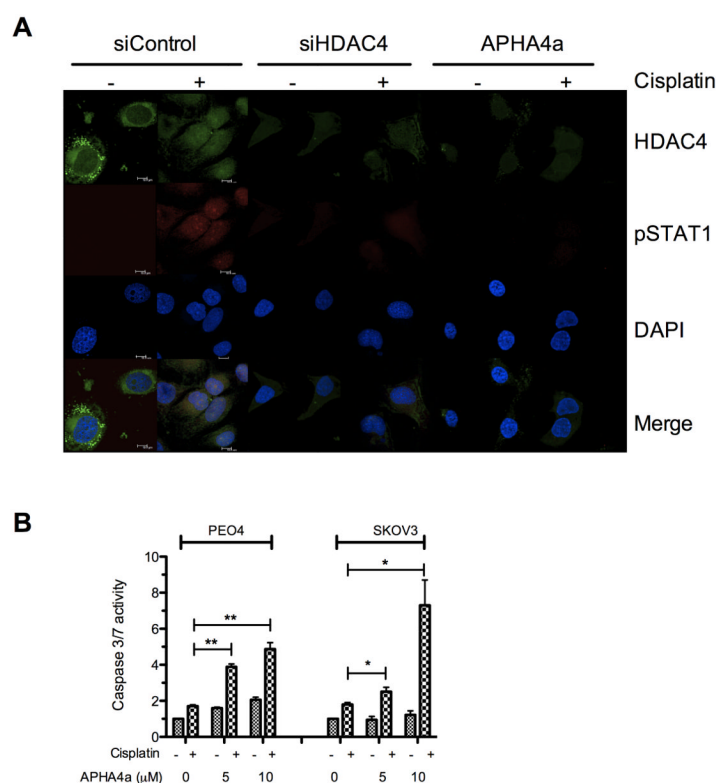 A
siControl siHDAC4 APHA4a
- + - + - + Cisplatin
HDAC4
pSTAT1
DAPI
Merge
B
PEO4 SKOV3
Caspase 3/7 activity
10
8
6
4
2
0
* 
**
**
*
Cisplatin - + - + - + - + - + - +
APHA4a (μM) 0 5 10 0 5 10